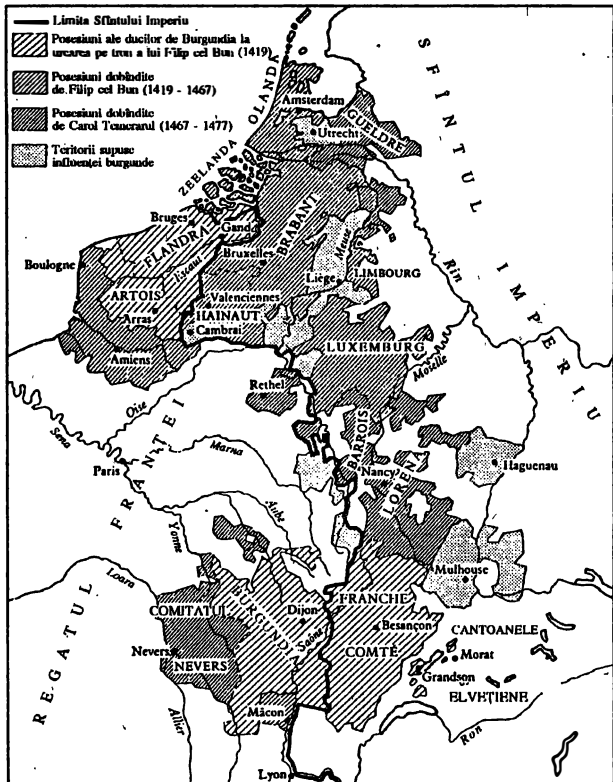 Limita Sfîntului Imperiu
Posesiuni ale ducilor de Burgundia la
urcarea pe tron a lui Filip cel Bun (1419)
Posesiuni dobîndite
de Filip cel Bun (1419 - 1467)
Posesiuni dobîndite
de Carol Temerarul (1467 - 1477)
Teritorii supuse
influenței burgunde
SFÎNTUL IMPERIU
OLANDA
Amsterdam
Utrecht
GUELDRE
ZEELANDA
Bruges
Gand
FLANDRA
BRABANT
Bruxelles
Escaut
Meuse
Boulogne
Liège
LIMBOURG
Rin
ARTOIS
Arras
Valenciennes
HAINAUT
Cambrai
LUXEMBURG
Amiens
Moselle
Rethel
Oise
Sena
REGATUL FRANTEI
Marna
BARROIS
Paris
Nancy
LORENA
Haguenau
Aube
Yonne
Mulhouse
Loara
COMITATUL
NEVERS
BURGUNDIA
Dijon
FRANCHE
COMTÉ
Besançon
Saône
CANTOANELE
ELVEȚIENE
Nevers
Morat
Grandson
Mâcon
Allier
Ron
Lyon